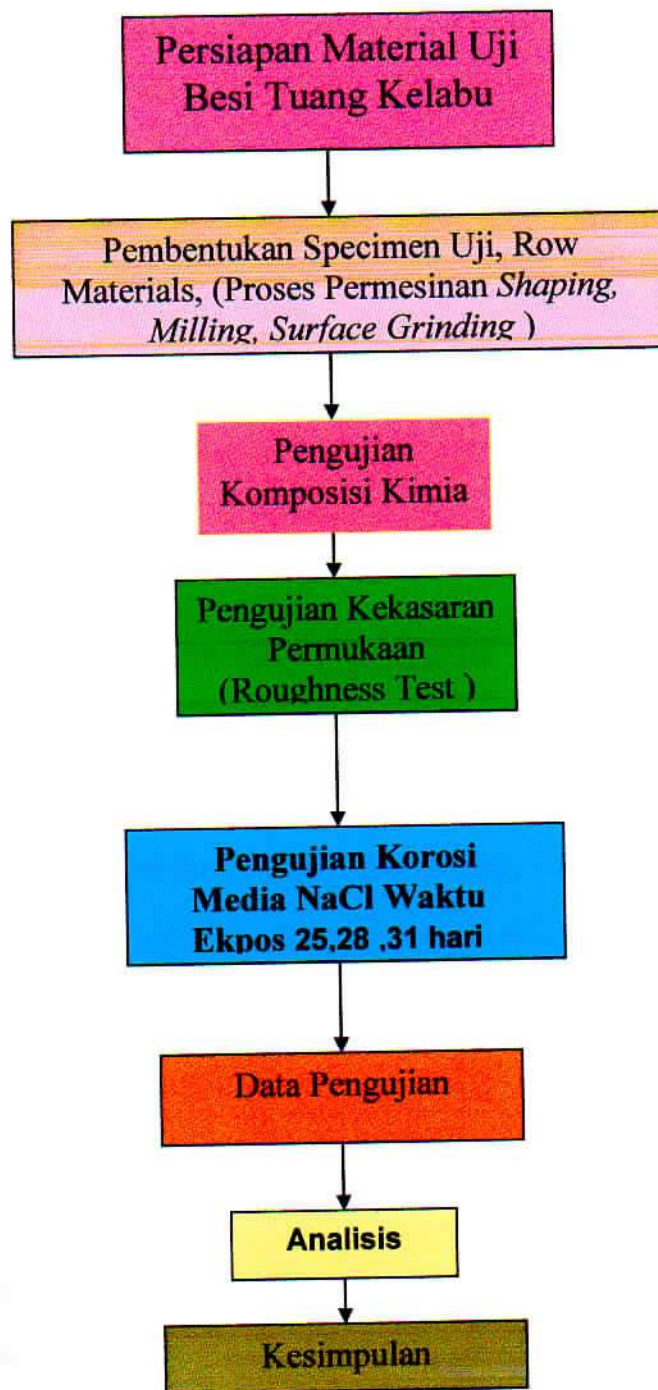 Persiapan Material Uji
Besi Tuang Kelabu
Pembentukan Specimen Uji, Row
Materials, (Proses Permesinan Shaping,
Milling, Surface Grinding )
Pengujian
Komposisi Kimia
Pengujian Kekasaran
Permukaan
(Roughness Test )
Pengujian Korosi
Media NaCl Waktu
Ekpos 25,28 ,31 hari
Data Pengujian
Analisis
Kesimpulan